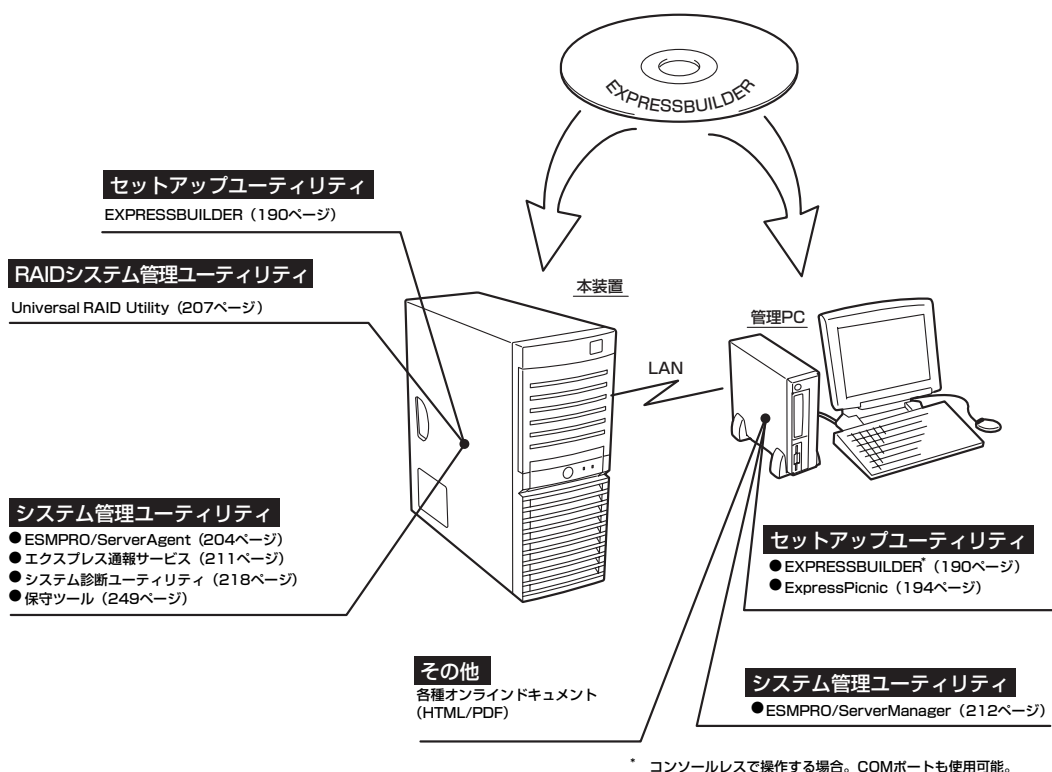 EXPRESSBUILDER
セットアップユーティリティ
EXPRESSBUILDER（190ページ）
RAIDシステム管理ユーティリティ
Universal RAID Utility（207ページ）
本装置
管理PC
LAN
システム管理ユーティリティ
●ESMPRO/ServerAgent（204ページ）
●エクスプレス通報サービス（211ページ）
●システム診断ユーティリティ（218ページ）
●保守ツール（249ページ）
セットアップユーティリティ
●EXPRESSBUILDER*（190ページ）
●ExpressPicnic（194ページ）
その他
各種オンラインドキュメント
（HTML/PDF）
システム管理ユーティリティ
●ESMPRO/ServerManager（212ページ）
* コンソールレスで操作する場合。COMポートも使用可能。